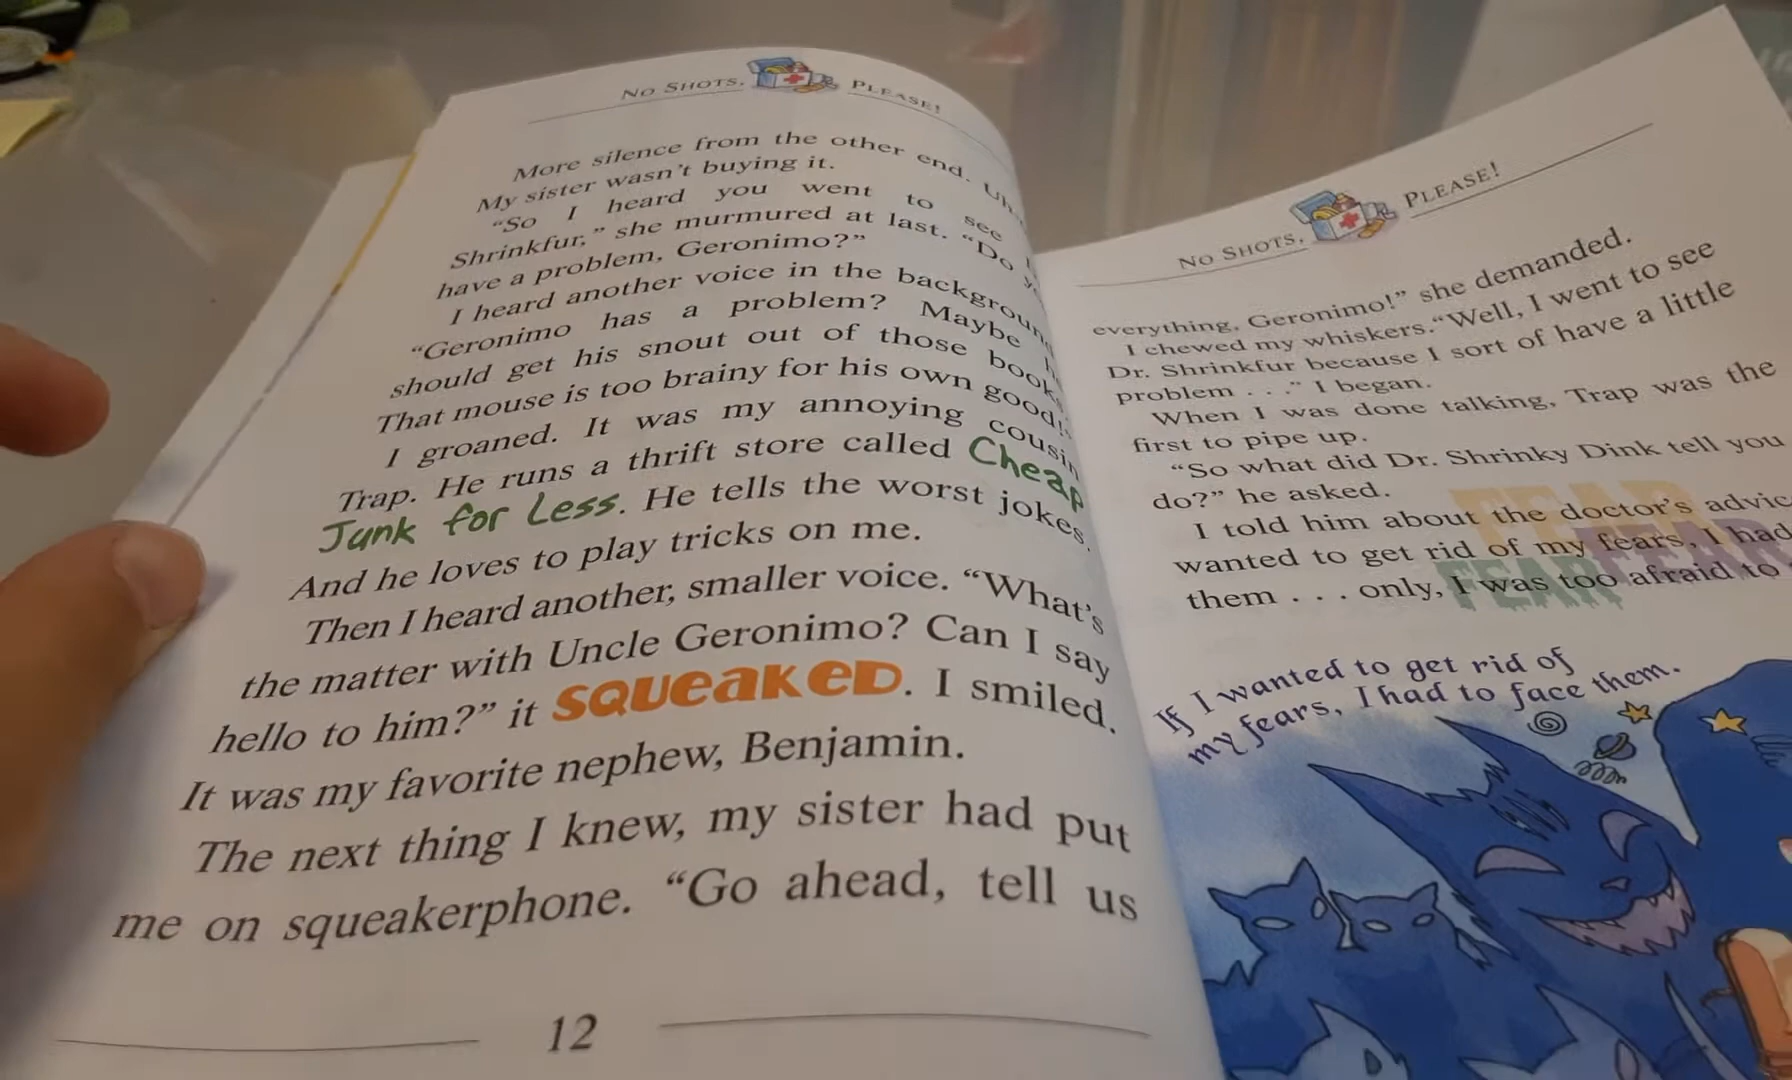 NO SHOTS, PLEASE!
More silence from the other end.
My sister wasn't buying it.
"So I heard you went to see
Shrinkfur," she murmured at last. "Do
have a problem, Geronimo?"
I heard another voice in the background
"Geronimo has a problem? Maybe
should get his snout out of those books
That mouse is too brainy for his own good!
I groaned. It was my annoying cousin
Trap. He runs a thrift store called Cheap
Junk for Less. He tells the worst jokes.
And he loves to play tricks on me.
Then I heard another, smaller voice. "What's
the matter with Uncle Geronimo? Can I say
hello to him?" it SQUEAKED. I smiled.
It was my favorite nephew, Benjamin.
The next thing I knew, my sister had put
me on squeakerphone. "Go ahead, tell us
12
NO SHOTS, PLEASE!
everything, Geronimo!" she demanded.
I chewed my whiskers. "Well, I went to see
Dr. Shrinkfur because I sort of have a little
problem . . ." I began.
When I was done talking, Trap was the
first to pipe up.
"So what did Dr. Shrinky Dink tell you
do?" he asked.
I told him about the doctor's
wanted to get rid of my fears, I had
them . . . only, I was too afraid to
FEAR
FEAR
FEAR
If I wanted to get rid of
my fears, I had to face them.